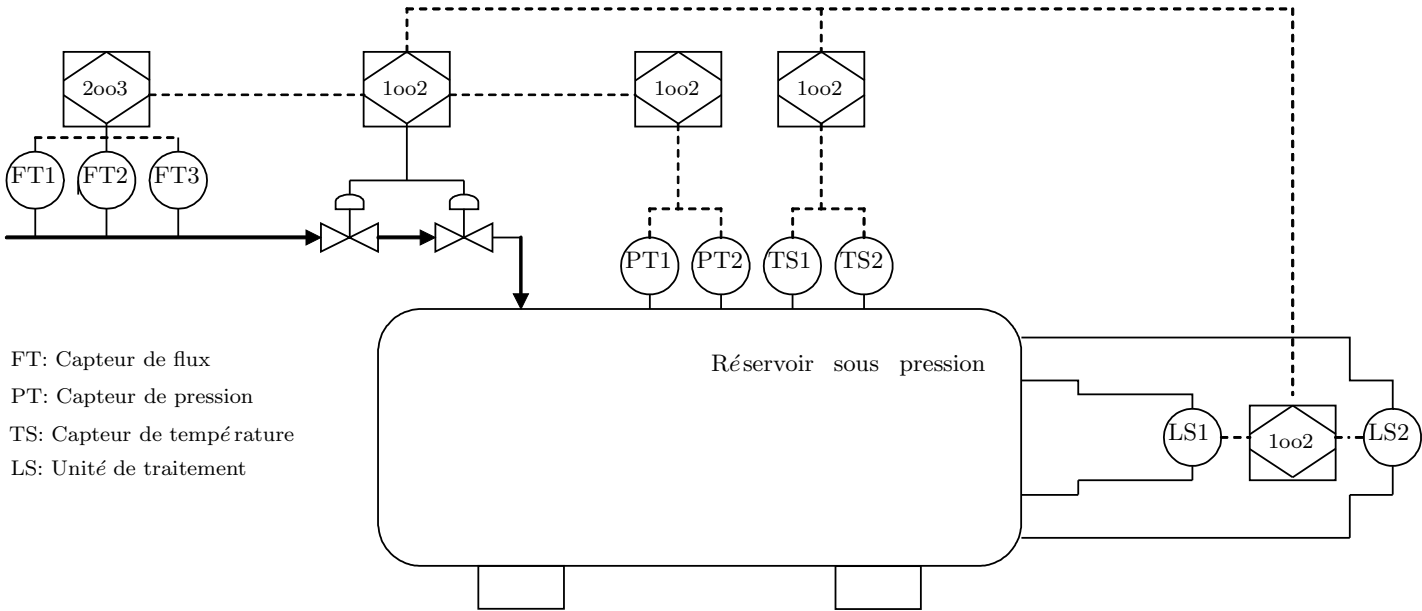 2oo3
1oo2
1oo2
1oo2
FT1
FT2
FT3
PT1
PT2
TS1
TS2
Réservoir sous pression
FT: Capteur de flux
PT: Capteur de pression
TS: Capteur de température
LS: Unité de traitement
LS1
1oo2
LS2